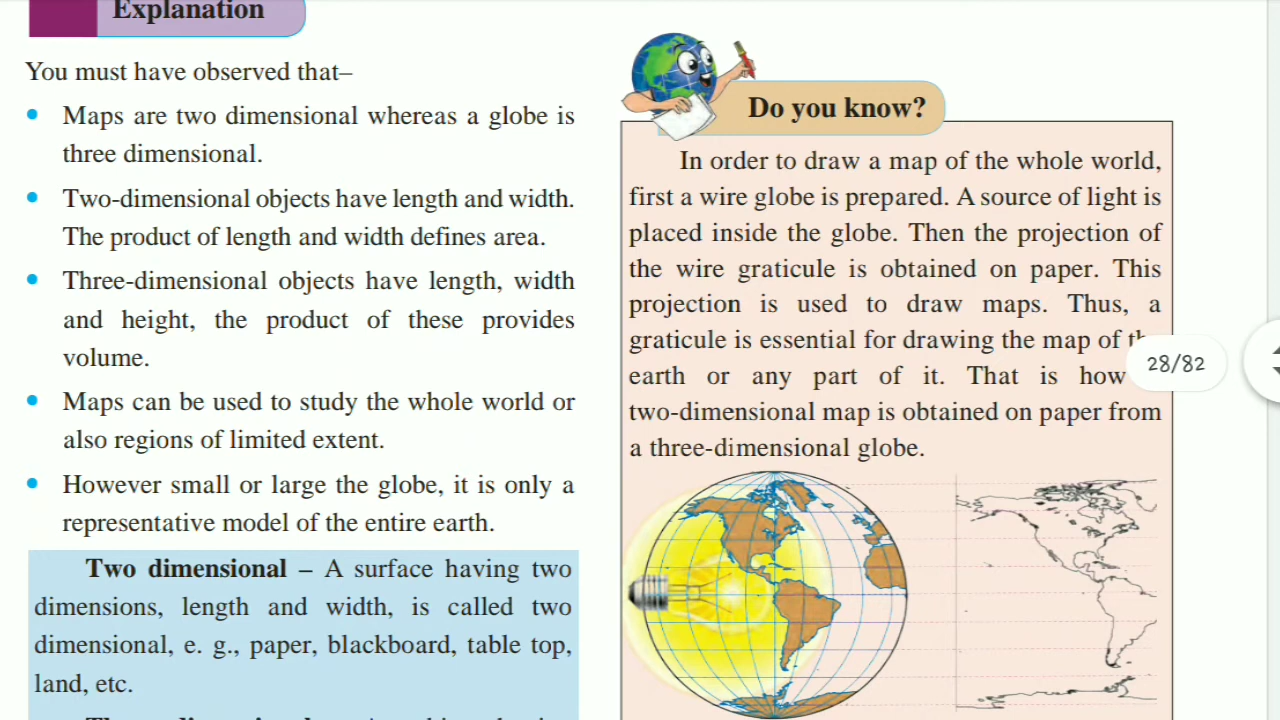 Explanation
You must have observed that–
• Maps are two dimensional whereas a globe is
three dimensional.
• Two-dimensional objects have length and width.
The product of length and width defines area.
• Three-dimensional objects have length, width
and height, the product of these provides
volume.
• Maps can be used to study the whole world or
also regions of limited extent.
• However small or large the globe, it is only a
representative model of the entire earth.
Two dimensional – A surface having two
dimensions, length and width, is called two
dimensional, e. g., paper, blackboard, table top,
land, etc.
Do you know?
In order to draw a map of the whole world,
first a wire globe is prepared. A source of light is
placed inside the globe. Then the projection of
the wire graticule is obtained on paper. This
projection is used to draw maps. Thus, a
graticule is essential for drawing the map of
earth or any part of it. That is how
two-dimensional map is obtained on paper from
a three-dimensional globe.
28/82